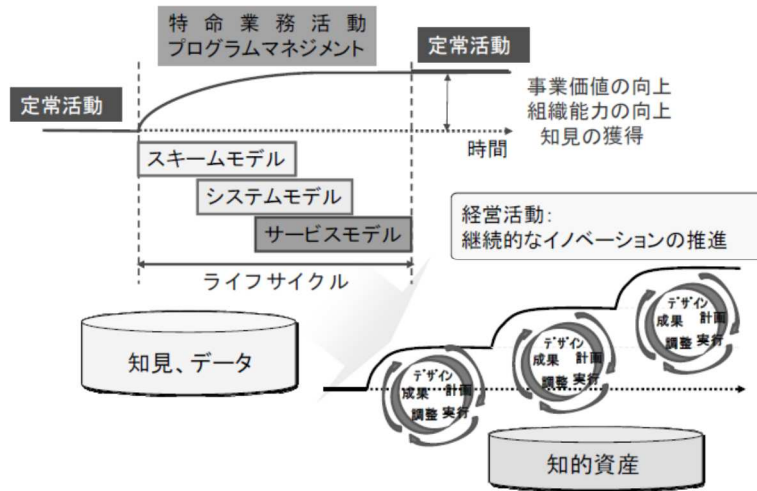 特命業務活動
プログラムマネジメント
定常活動
定常活動
事業価値の向上
組織能力の向上
知見の獲得
時間
スキームモデル
システムモデル
サービスモデル
ライフサイクル
経営活動:
継続的なイノベーションの推進
知見、データ
デザイン
成果 計画
調整 実行
デザイン
成果 計画
調整 実行
デザイン
成果 計画
調整 実行
知的資産